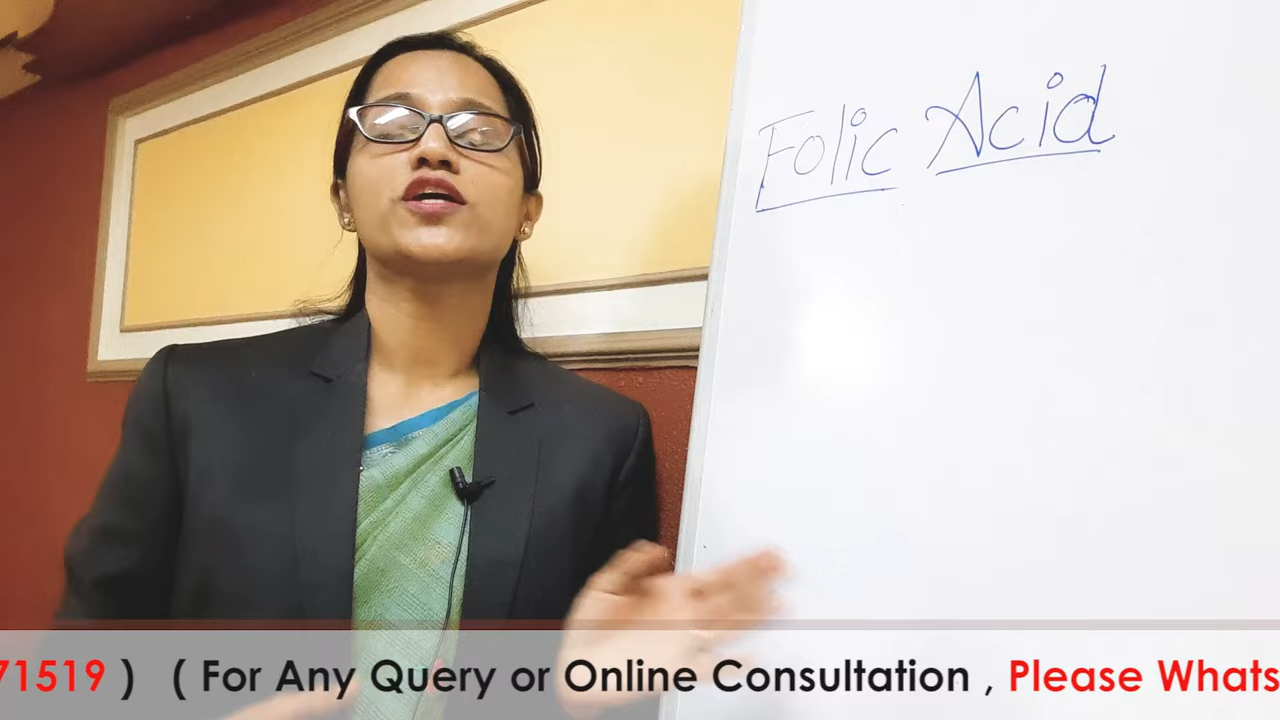 Folic Acid
71519 ) ( For Any Query or Online Consultation , Please Whats